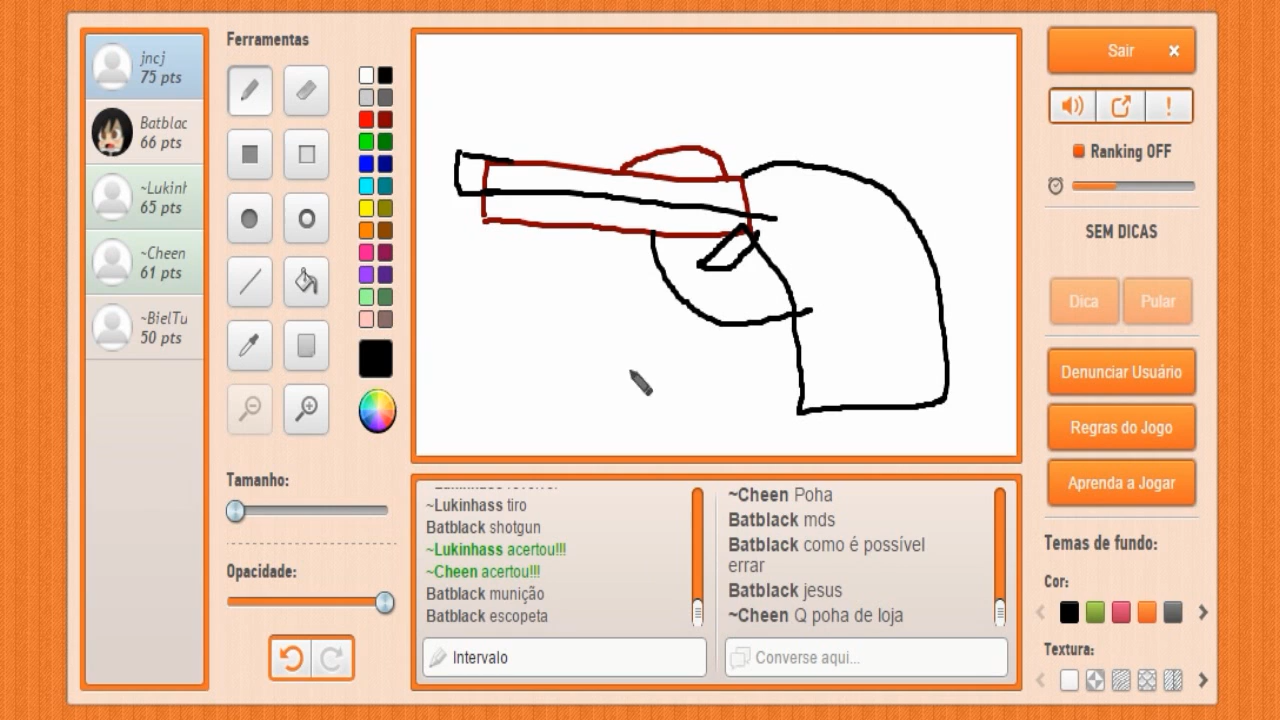 jncj
75 pts
Batblac
66 pts
~Lukinh
65 pts
~Cheen
61 pts
~BielTu
50 pts
Ferramentas
Tamanho:
Opacidade:
~Lukinhass tiro
Batblack shotgun
~Lukinhass acertou!!!
~Cheen acertou!!!
Batblack munição
Batblack escopeta
Intervalo
~Cheen Poha
Batblack mds
Batblack como é possível
errar
Batblack jesus
~Cheen Q poha de loja
Converse aqui...
Sair ×
!
Ranking OFF
SEM DICAS
Dica Pular
Denunciar Usuário
Regras do Jogo
Aprenda a Jogar
Temas de fundo:
Cor:
Textura: